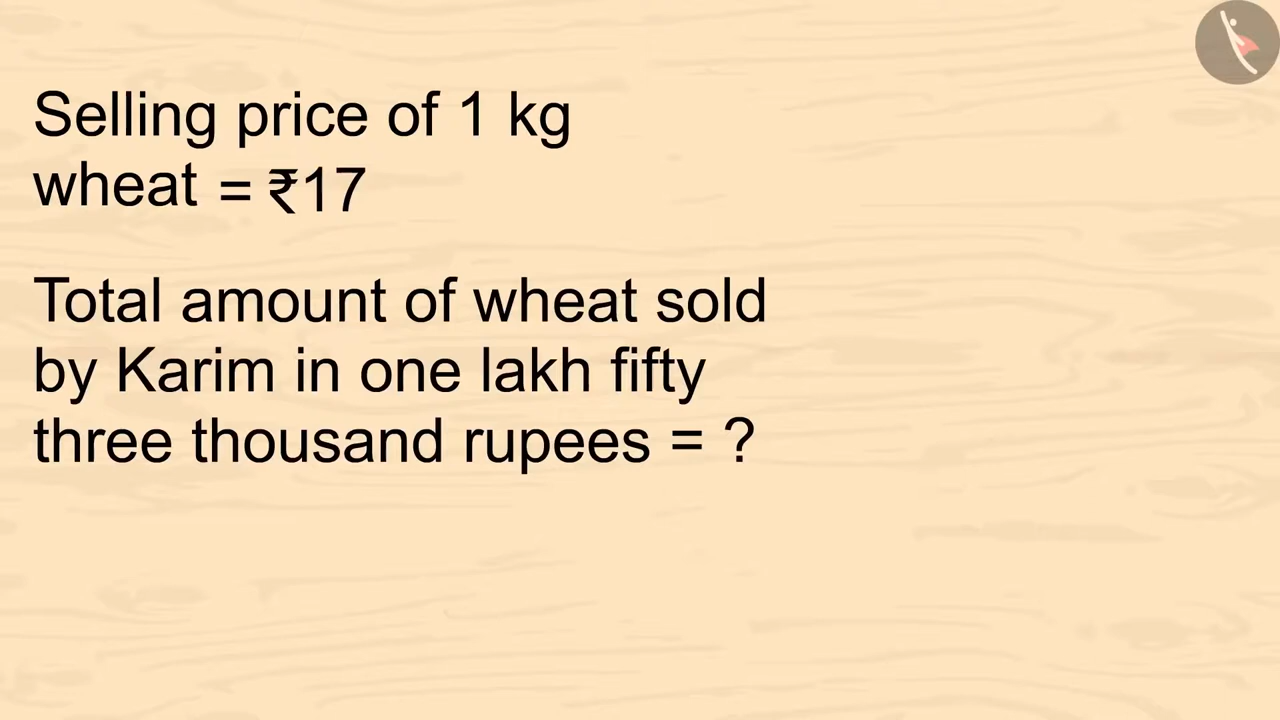 Selling price of 1 kg
wheat = ₹17
Total amount of wheat sold
by Karim in one lakh fifty
three thousand rupees = ?